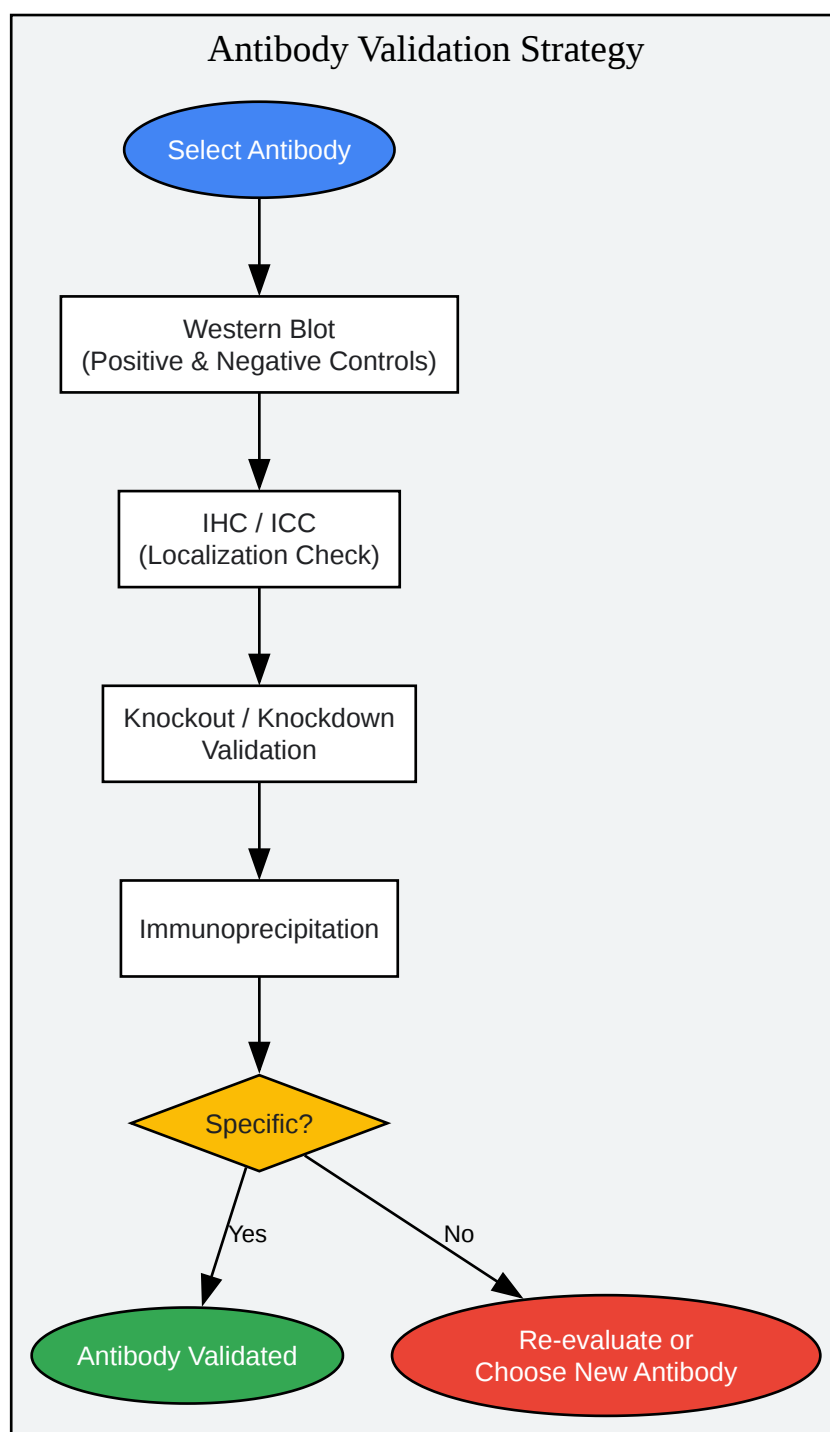 Antibody Validation Strategy
Select Antibody
Western Blot
(Positive & Negative Controls)
IHC / ICC
(Localization Check)
Knockout / Knockdown
Validation
Immunoprecipitation
Specific?
Yes
No
Antibody Validated
Re-evaluate or
Choose New Antibody